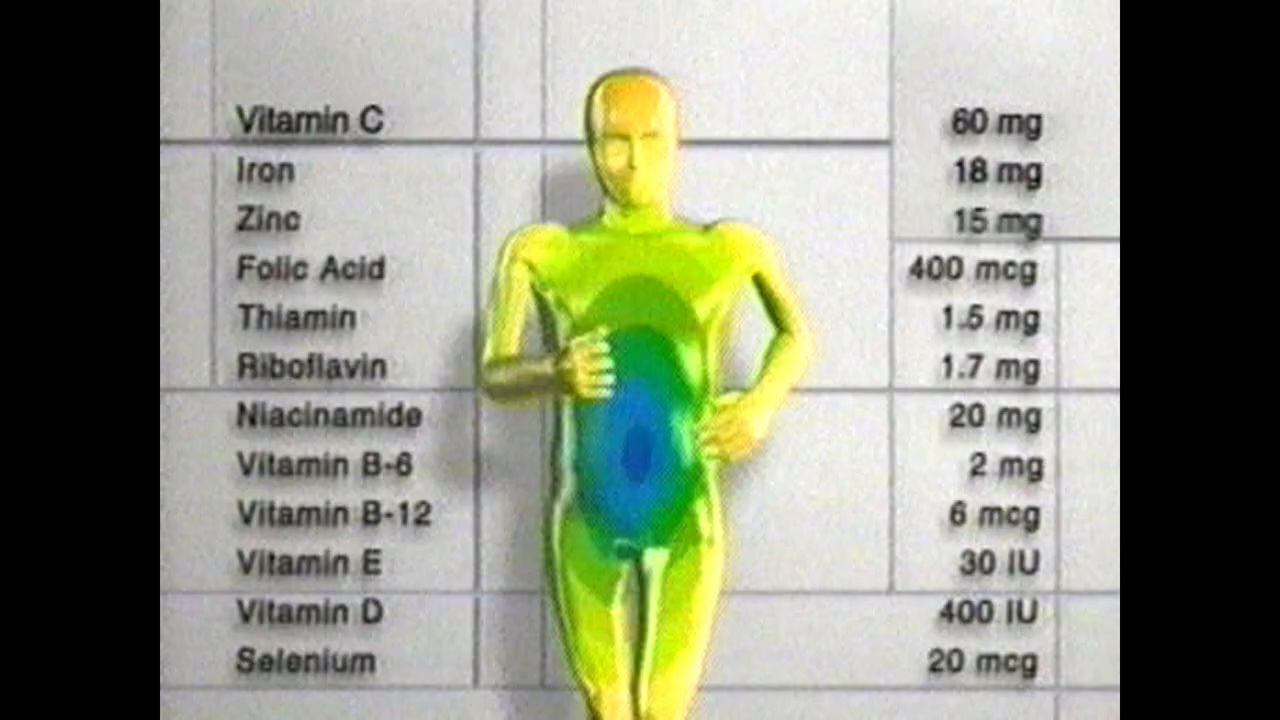 Vitamin C 60 mg
Iron 18 mg
Zinc 15 mg
Folic Acid 400 mcg
Thiamin 1.5 mg
Riboflavin 1.7 mg
Niacinamide 20 mg
Vitamin B-6 2 mg
Vitamin B-12 6 mcg
Vitamin E 30 IU
Vitamin D 400 IU
Selenium 20 mcg